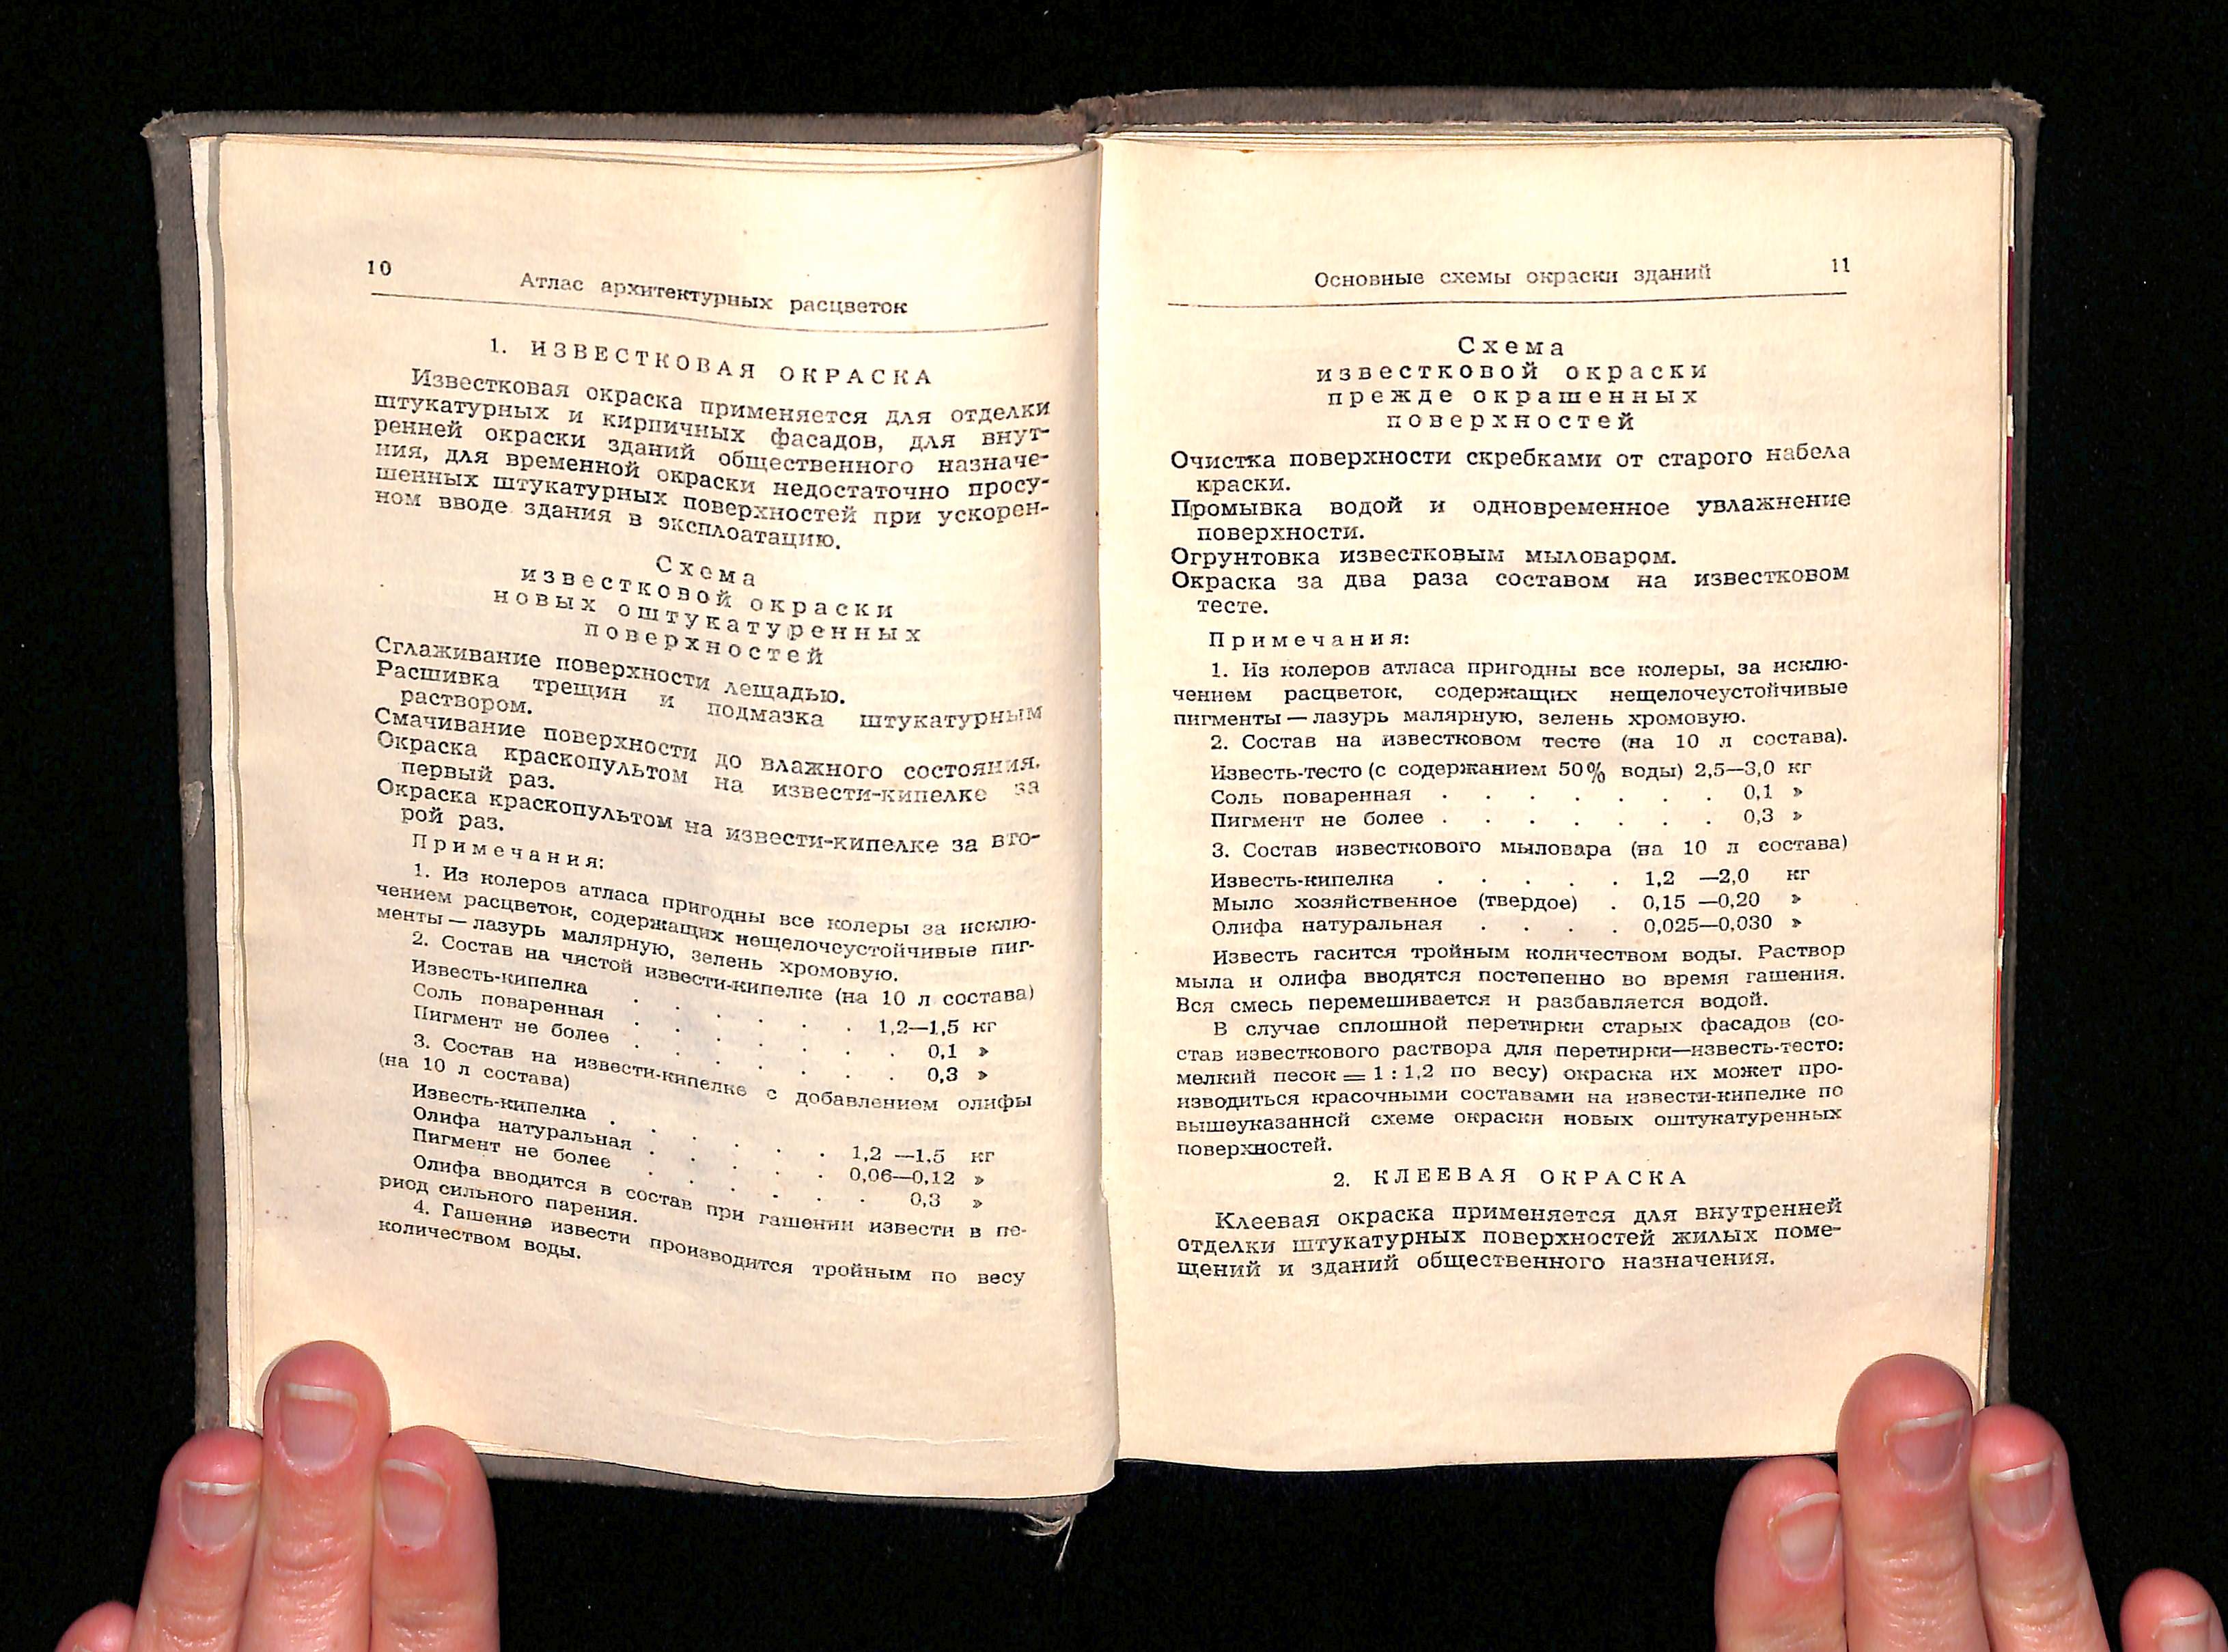 10
Атлас архитектурных расцветок
1. ИЗВЕСТКОВАЯ ОКРАСКА
Известковая окраска применяется для отделки
штукатурных и кирпичных фасадов, для внут-
ренней окраски зданий общественного назначе-
ния, для временной окраски недостаточно просу-
шенных штукатурных поверхностей при ускорен-
ном вводе здания в эксплоатацию.
Схема
известковой окраски
новых оштукатуренных
поверхностей
Сглаживание поверхности лещадью.
Расшивка трещин и подмазка штукатурным
раствором.
Смачивание поверхности до влажного состояния.
Окраска краскопультом на извести-кипелке за
первый раз.
Окраска краскопультом на извести-кипелке за вто-
рой раз.
Примечания:
1. Из колеров атласа пригодны все колеры за исклю-
чением расцветок, содержащих нещелочеустойчивые пиг-
менты — лазурь малярную, зелень хромовую.
2. Состав на чистой извести-кипелке (на 10 л состава)
Известь-кипелка . . . . . . 1,2—1,5 кг
Соль поваренная . . . . . . . 0,1 »
Пигмент не более . . . . . . . 0,3 »
3. Состав на извести-кипелке с добавлением олифы
(на 10 л состава)
Известь-кипелка . . . . . . 1,2 —1,5 кг
Олифа натуральная . . . . . 0,06—0,12 »
Пигмент не более . . . . . . 0,3 »
Олифа вводится в состав при гашении извести в пе-
риод сильного парения.
4. Гашение извести производится тройным по весу
количеством воды.
Основные схемы окраски зданий
11
Схема
известковой окраски
прежде окрашенных
поверхностей
Очистка поверхности скребками от старого набела
краски.
Промывка водой и одновременное увлажнение
поверхности.
Огрунтовка известковым мыловаром.
Окраска за два раза составом на известковом
тесте.
Примечания:
1. Из колеров атласа пригодны все колеры, за исклю-
чением расцветок, содержащих нещелочеустойчивые
пигменты — лазурь малярную, зелень хромовую.
2. Состав на известковом тесте (на 10 л состава).
Известь-тесто (с содержанием 50% воды) 2,5—3,0 кг
Соль поваренная . . . . . . . 0,1 »
Пигмент не более . . . . . . . 0,3 »
3. Состав известкового мыловара (на 10 л состава)
Известь-кипелка . . . . . 1,2 —2,0 кг
Мыло хозяйственное (твердое) . 0,15 —0,20 »
Олифа натуральная . . . . 0,025—0,030 »
Известь гасится тройным количеством воды. Раствор
мыла и олифа вводятся постепенно во время гашения.
Вся смесь перемешивается и разбавляется водой.
В случае сплошной перетирки старых фасадов (со-
став известкового раствора для перетирки—известь-тесто:
мелкий песок = 1 : 1,2 по весу) окраска их может про-
изводиться красочными составами на извести-кипелке по
вышеуказанной схеме окраски новых оштукатуренных
поверхностей.
2. КЛЕЕВАЯ ОКРАСКА
Клеевая окраска применяется для внутренней
отделки штукатурных поверхностей жилых поме-
щений и зданий общественного назначения.